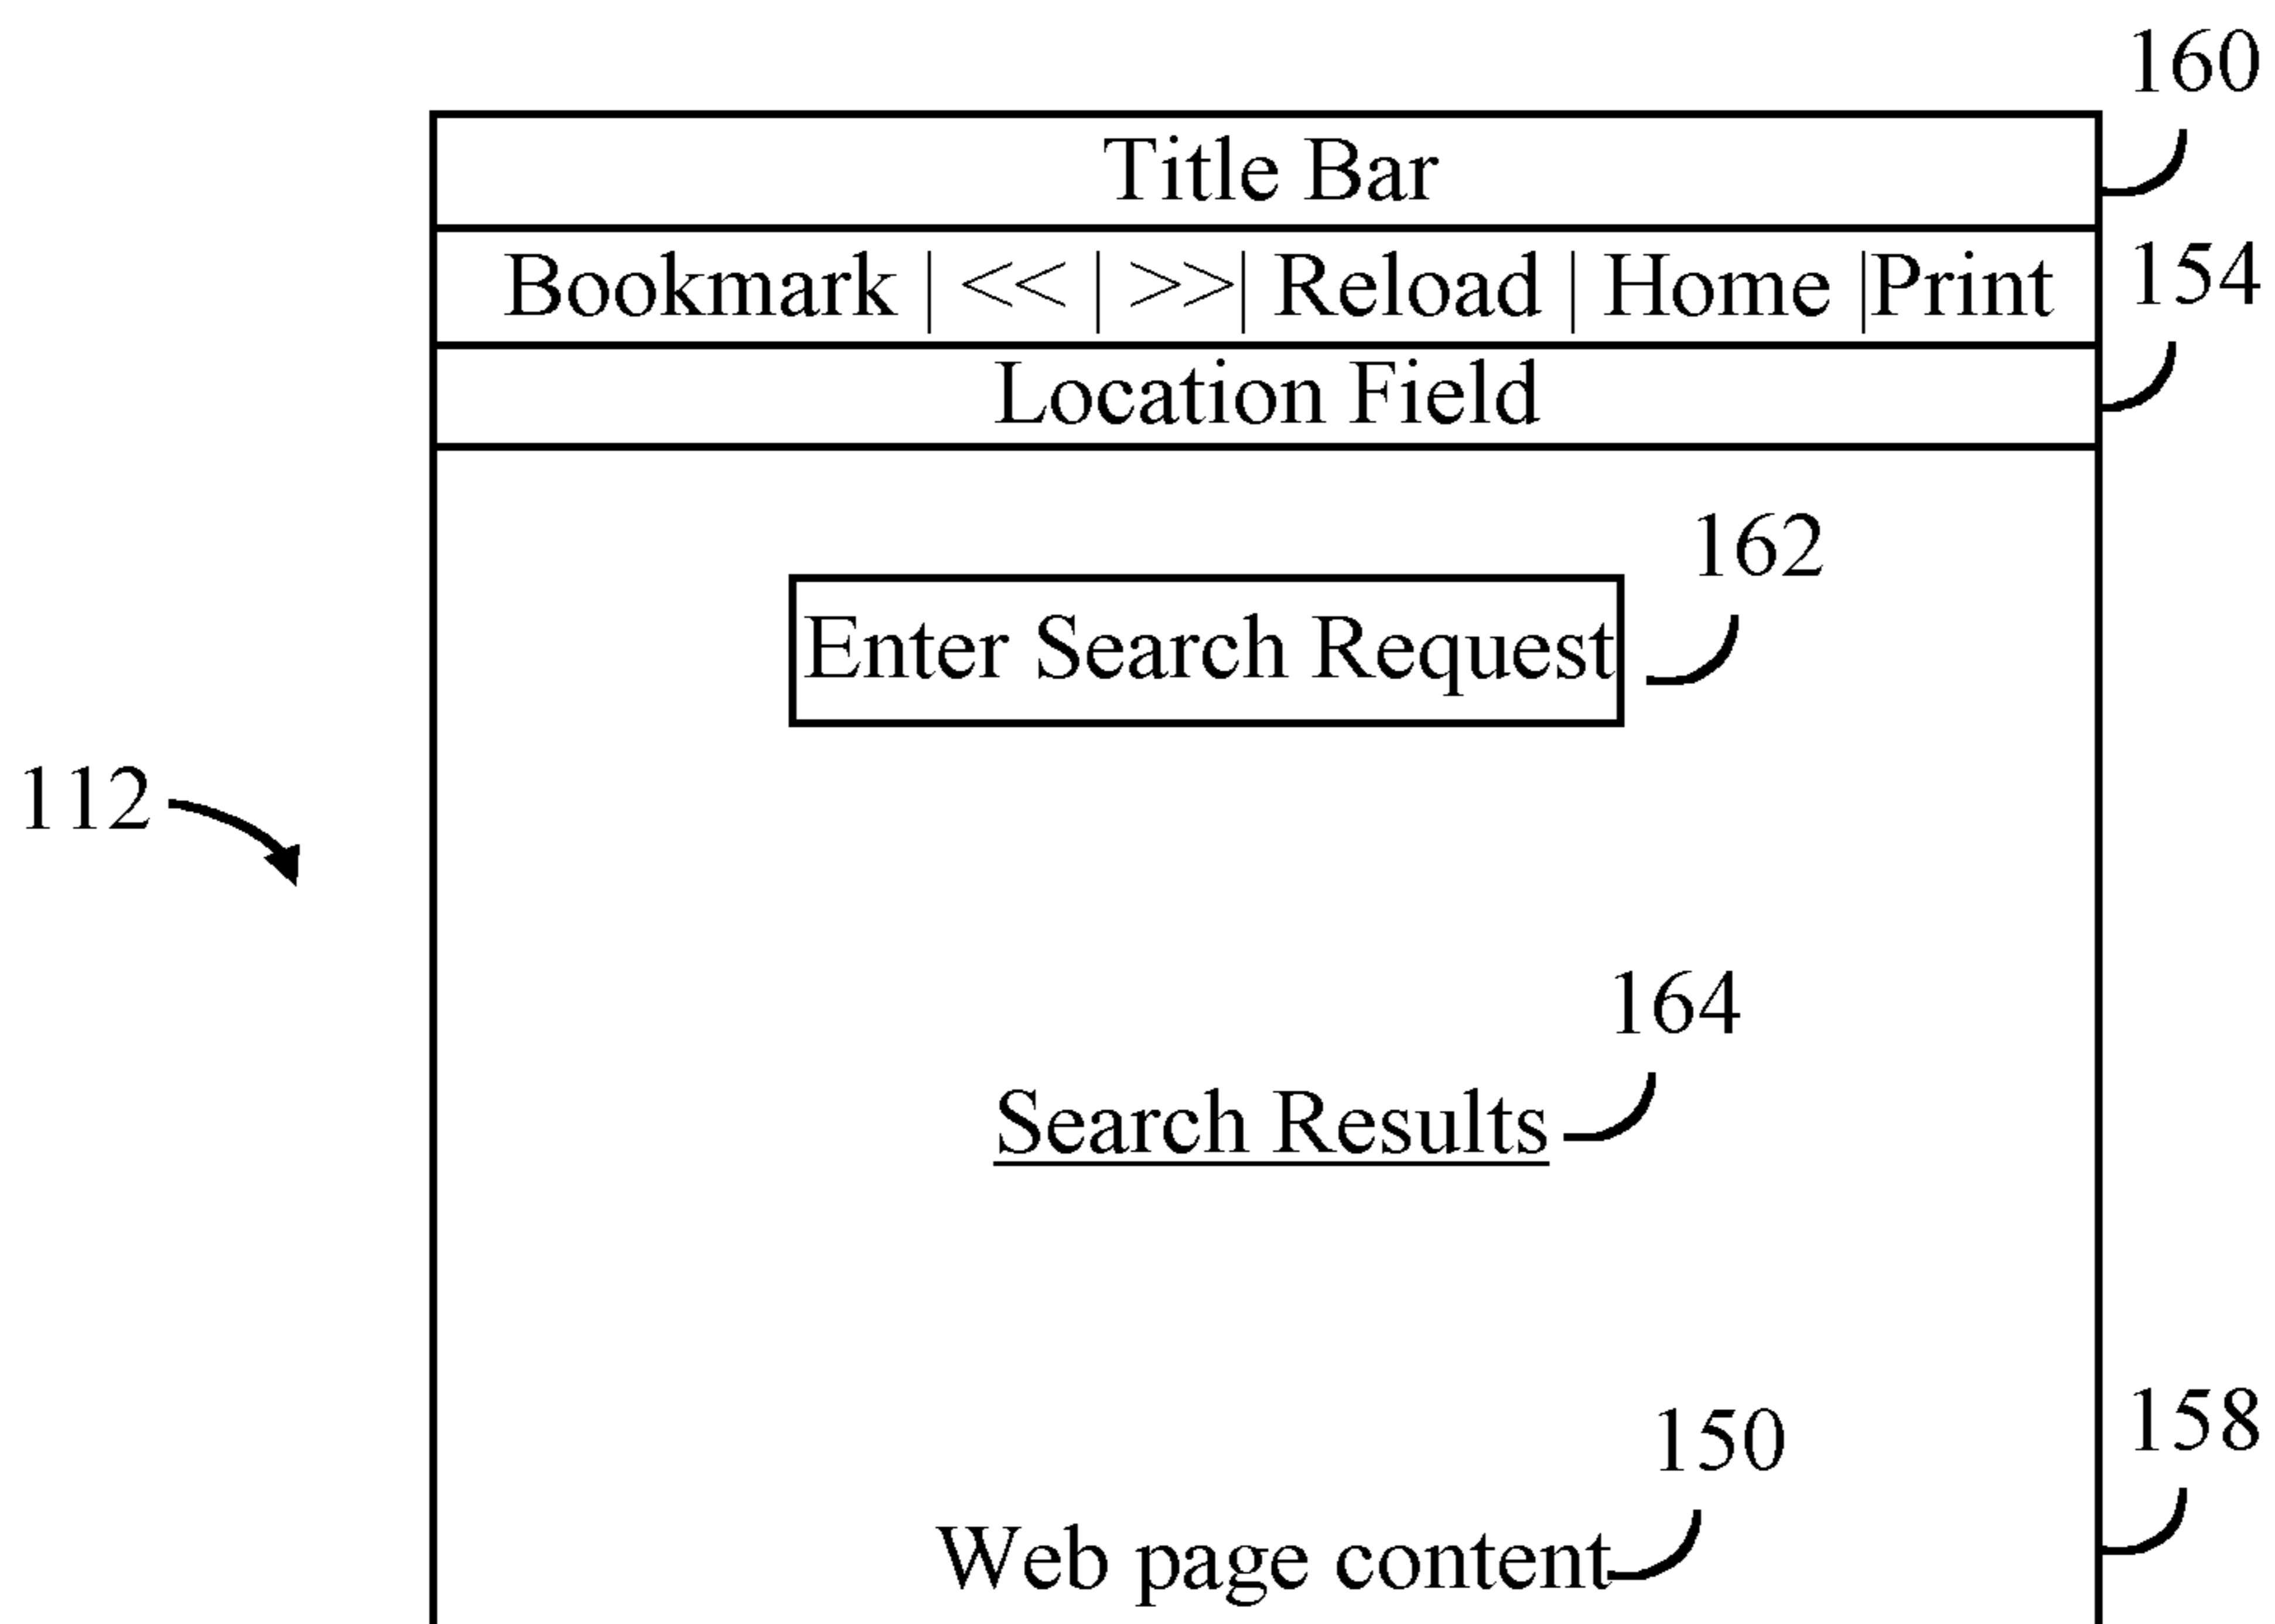 160
Title Bar
Bookmark | << | >>| Reload | Home |Print
154
Location Field
162
Enter Search Request
112
164
Search Results
158
150
Web page content